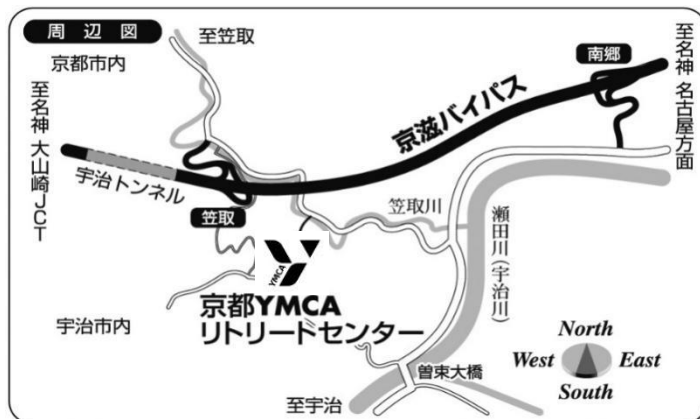 周辺図
至笠取
京都市内
南郷
至名神 名古屋方面
京滋バイパス
至名神 大山崎JCT
宇治トンネル
笠取
笠取川
瀬田川(宇治川)
YMCA
京都YMCA
リトリートセンター
宇治市内
曽束大橋
至宇治
North
West East
South